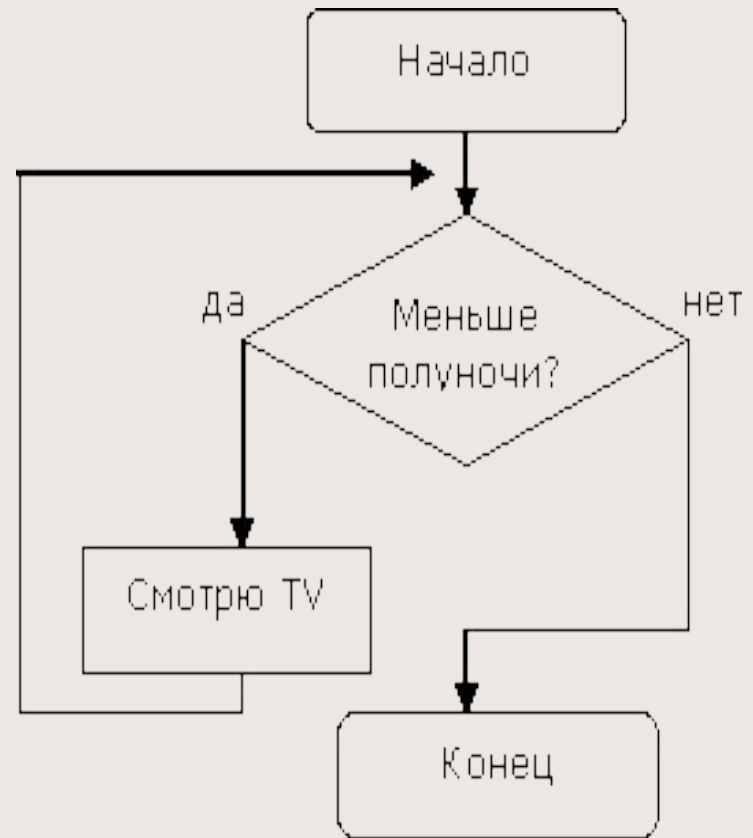 Начало
да
нет
Меньше
полуночи?
Смотрю TV
Конец